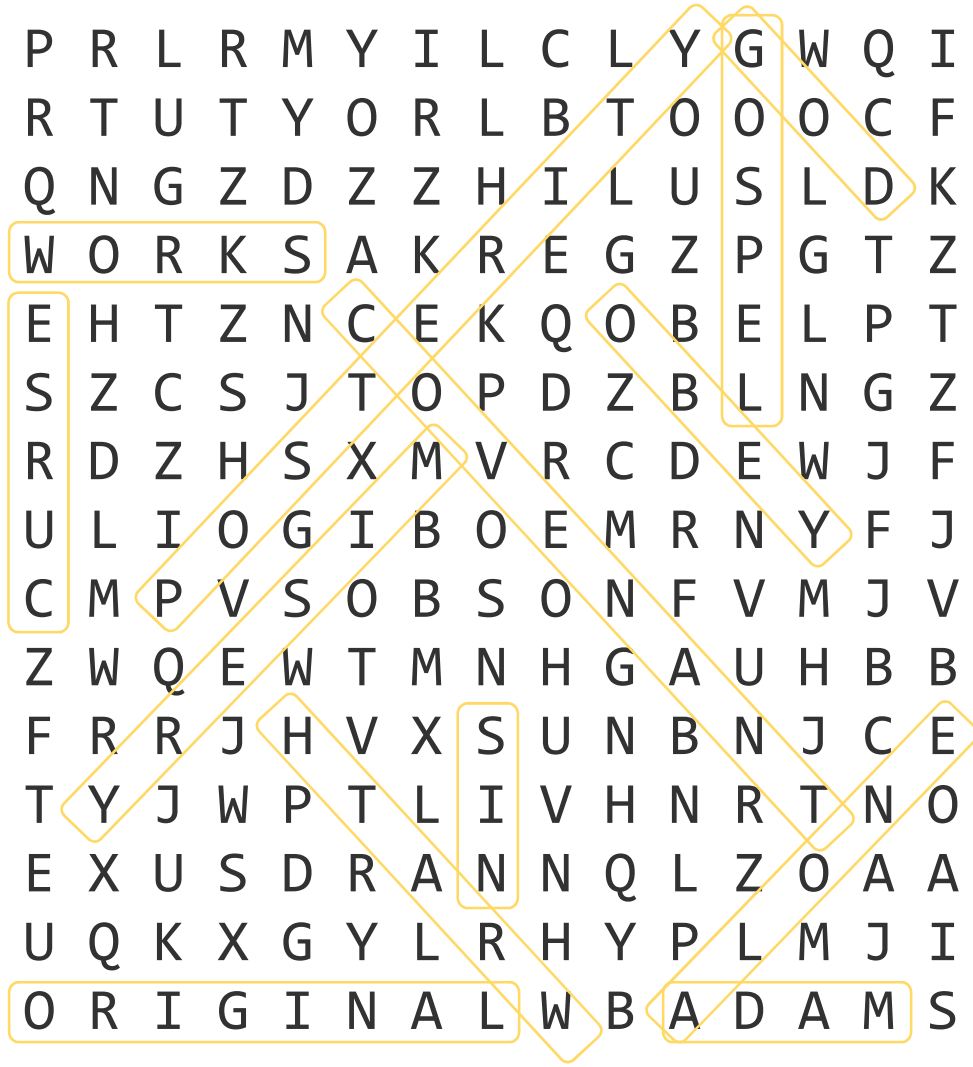 P R L R M Y I L C L Y G W Q I
R T U T Y O R L B T O O O C F
Q N G Z D Z Z H I L U S L D K
W O R K S A K R E G Z P G T Z
E H T Z N C E K Q O B E L P T
S Z C S J T O P D Z B L N G Z
R D Z H S X M V R C D E W J F
U L I O G I B O E M R N Y F J
C M P V S O B S O N F V M J V
Z W Q E W T M N H G A U H B B
F R R J H V X S U N B N J C E
T Y J W P T L I V H N R T N O
E X U S D R A N N Q L Z O A A
U Q K X G Y L R H Y P L M J I
O R I G I N A L W B A D A M S